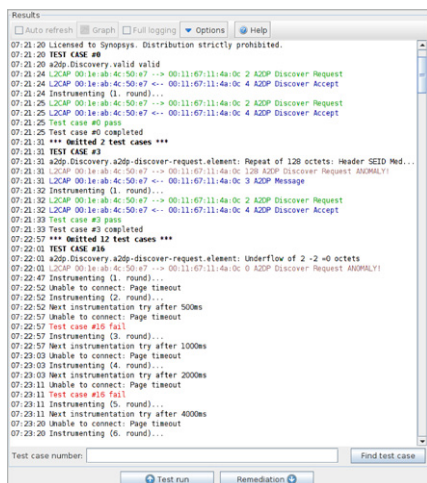 Results
Auto refresh Graph Full logging Options Help
07:21:20 Licensed to Synopsys. Distribution strictly prohibited.
07:21:20 TEST CASE #0
07:21:20 a2dp.Discovery.valid valid
07:21:24 L2CAP 00:1e:ab:4c:50:e7 --> 00:11:67:11:4a:0c 2 A2DP Discover Request
07:21:24 L2CAP 00:1e:ab:4c:50:e7 <-- 00:11:67:11:4a:0c 4 A2DP Discover Accept
07:21:24 Instrumenting (1. round)...
07:21:25 L2CAP 00:1e:ab:4c:50:e7 --> 00:11:67:11:4a:0c 2 A2DP Discover Request
07:21:25 L2CAP 00:1e:ab:4c:50:e7 <-- 00:11:67:11:4a:0c 4 A2DP Discover Accept
07:21:25 Test case #0 pass
07:21:25 Test case #0 completed
07:21:31 *** Omitted 2 test cases ***
07:21:31 TEST CASE #3
07:21:31 a2dp.Discovery.a2dp-discover-request.element: Repeat of 128 octets: Header SEID Med...
07:21:31 L2CAP 00:1e:ab:4c:50:e7 --> 00:11:67:11:4a:0c 128 A2DP Discover Request ANOMALY!
07:21:31 L2CAP 00:1e:ab:4c:50:e7 <-- 00:11:67:11:4a:0c 3 A2DP Message
07:21:32 Instrumenting (1. round)...
07:21:32 L2CAP 00:1e:ab:4c:50:e7 --> 00:11:67:11:4a:0c 2 A2DP Discover Request
07:21:32 L2CAP 00:1e:ab:4c:50:e7 <-- 00:11:67:11:4a:0c 4 A2DP Discover Accept
07:21:33 Test case #3 pass
07:21:33 Test case #3 completed
07:22:57 *** Omitted 12 test cases ***
07:22:01 TEST CASE #16
07:22:01 a2dp.Discovery.a2dp-discover-request.element: Underflow of 2 -2 =0 octets
07:22:01 L2CAP 00:1e:ab:4c:50:e7 --> 00:11:67:11:4a:0c 0 A2DP Discover Request ANOMALY!
07:22:47 Instrumenting (1. round)...
07:22:52 Unable to connect: Page timeout
07:22:52 Instrumenting (2. round)...
07:22:52 Next instrumentation try after 500ms
07:22:57 Unable to connect: Page timeout
07:22:57 Test case #16 fail
07:22:57 Instrumenting (3. round)...
07:22:57 Next instrumentation try after 1000ms
07:23:03 Unable to connect: Page timeout
07:23:03 Instrumenting (4. round)...
07:23:03 Next instrumentation try after 2000ms
07:23:11 Unable to connect: Page timeout
07:23:11 Test case #16 fail
07:23:11 Instrumenting (5. round)...
07:23:11 Next instrumentation try after 4000ms
07:23:20 Unable to connect: Page timeout
07:23:20 Instrumenting (6. round)...
Test case number: Find test case
Test run Remediation